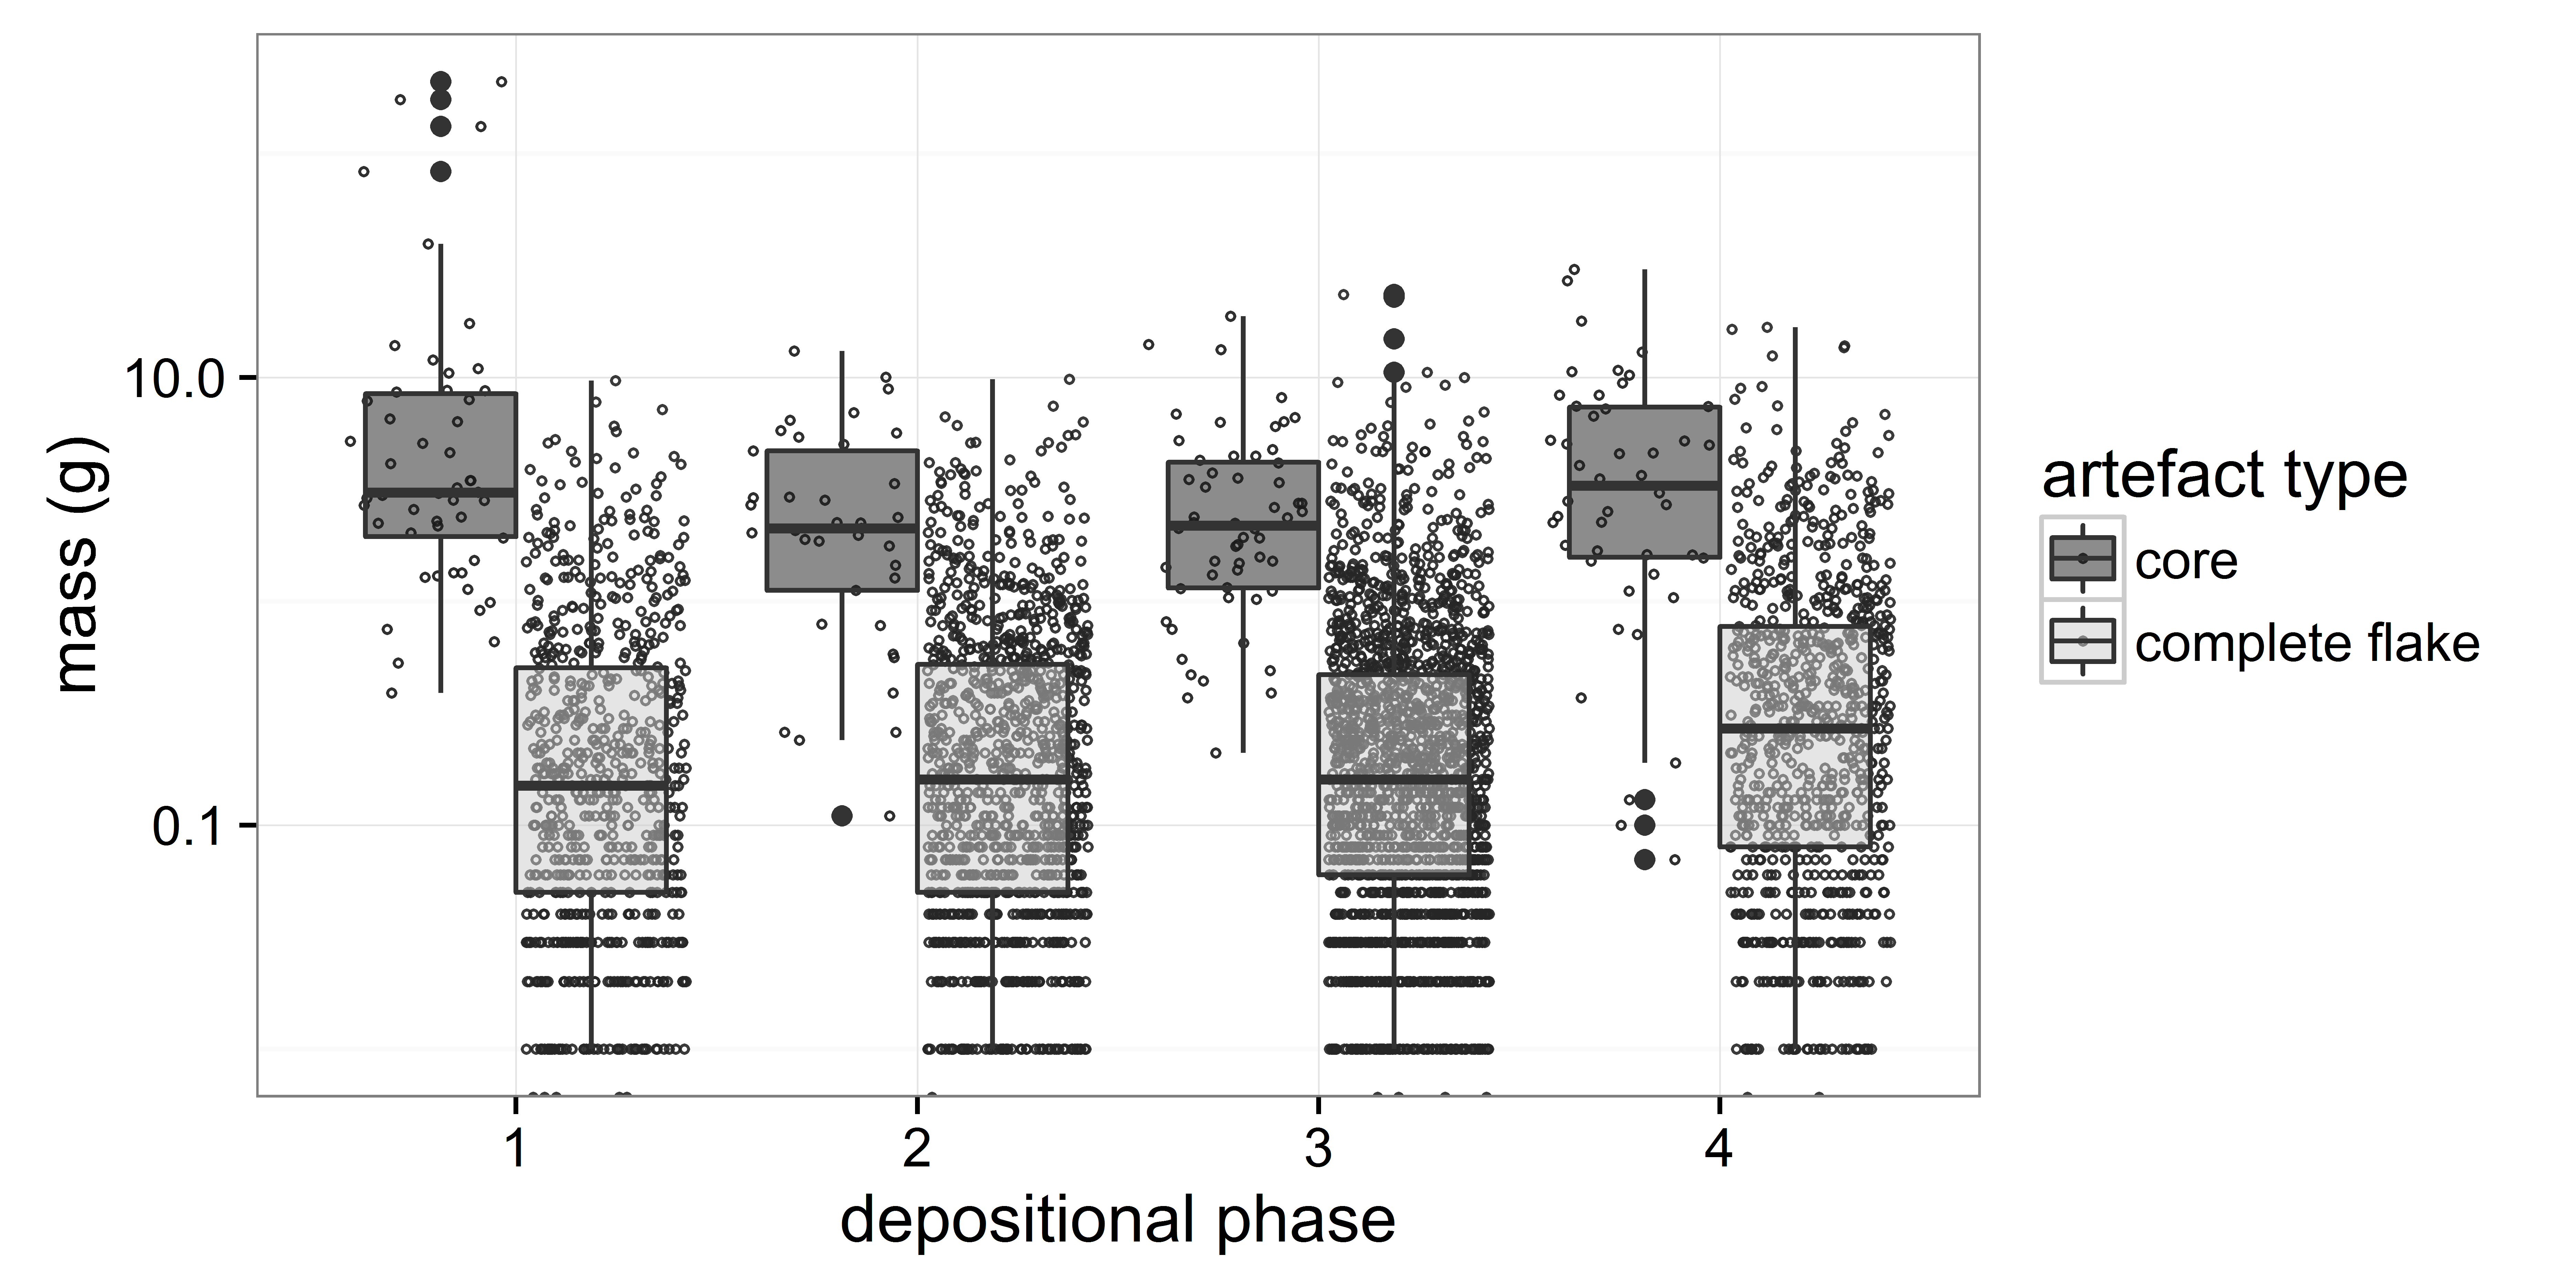 mass (g)
10.0
0.1
1 2 3 4
depositional phase
artefact type
core
complete flake